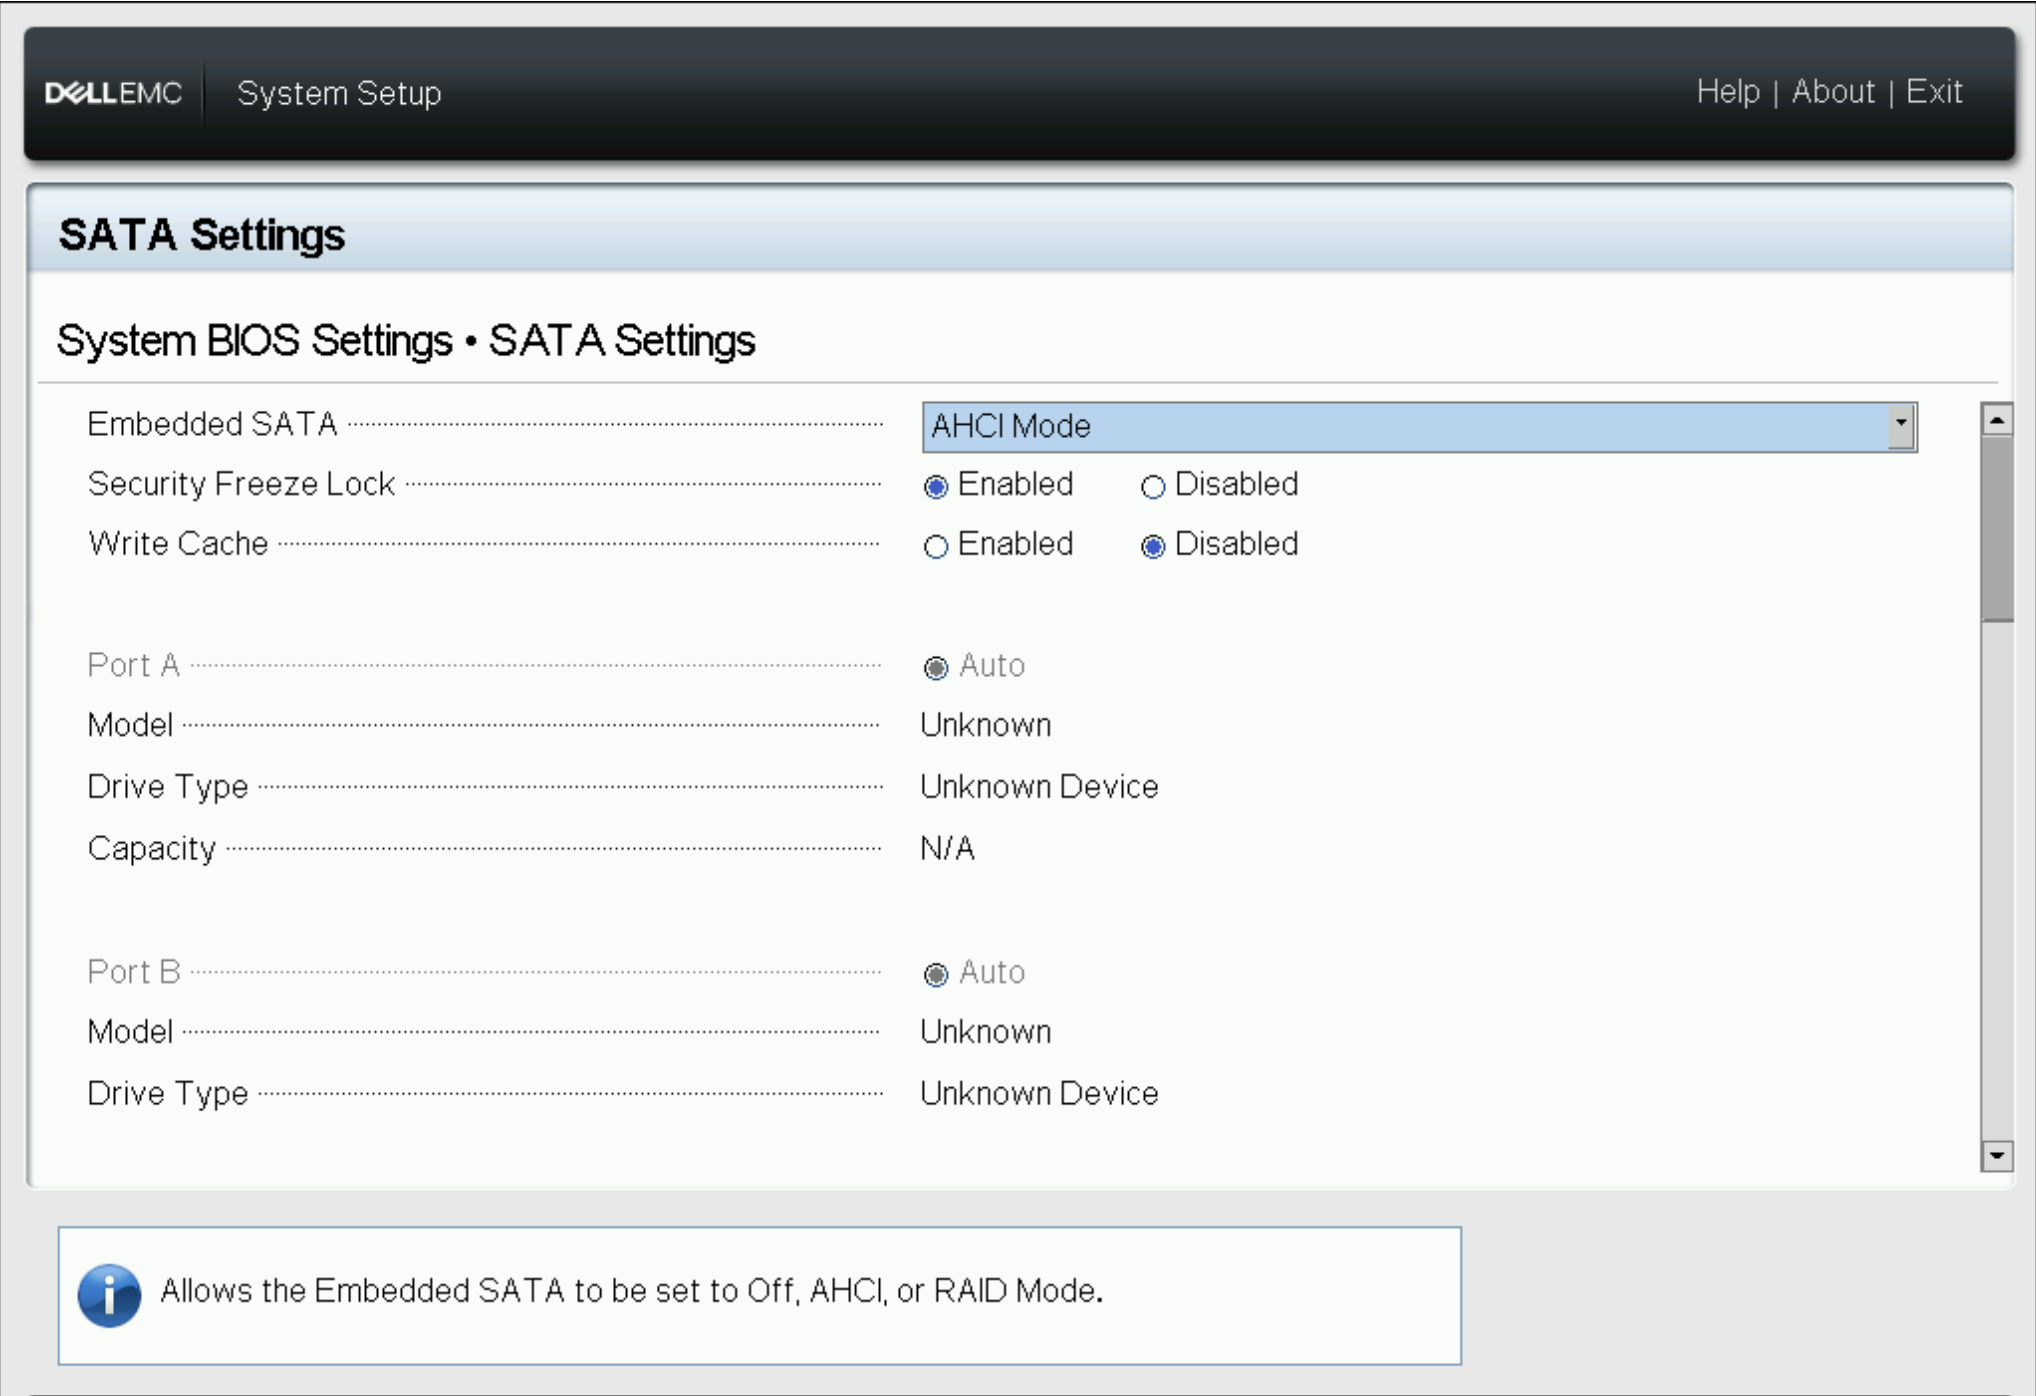 DELLEMC System Setup Help | About | Exit
SATA Settings
System BIOS Settings • SATA Settings
Embedded SATA AHCI Mode
Security Freeze Lock Enabled Disabled
Write Cache Enabled Disabled
Port A Auto
Model Unknown
Drive Type Unknown Device
Capacity N/A
Port B Auto
Model Unknown
Drive Type Unknown Device
Allows the Embedded SATA to be set to Off, AHCI, or RAID Mode.